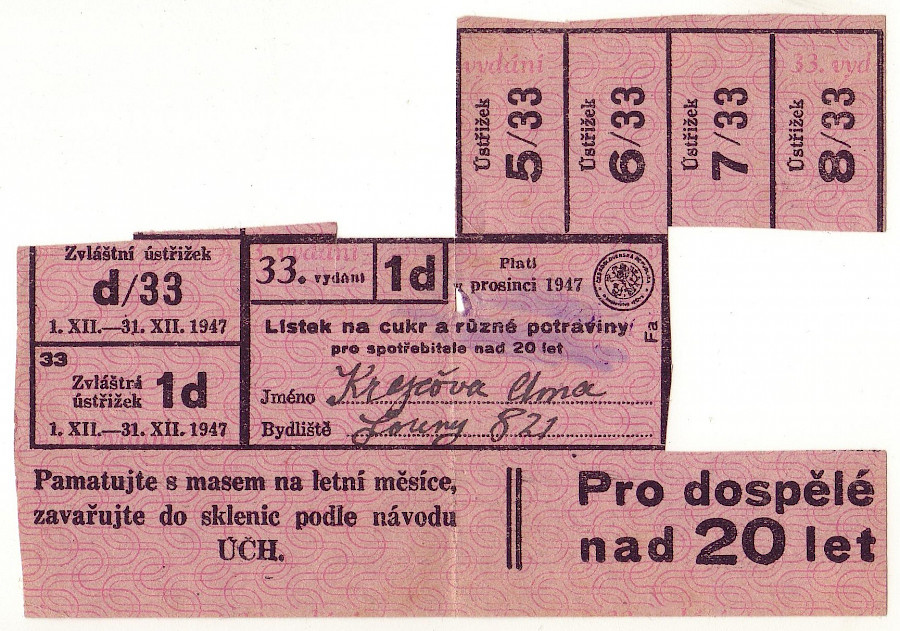 vydání
33. vyd
Ústřižek
5/33
Ústřižek
6/33
Ústřižek
7/33
Ústřižek
8/33
Zvláštní ústřižek
d/33
1. XII.—31. XII. 1947
33
Zvláštní
ústřižek 1d
1. XII.—31. XII. 1947
33. vydání
1d
Platí
v prosinci 1947
Lístek na cukr a různé potraviny
pro spotřebitele nad 20 let
Fa
Jméno
Bydliště Louny 821
Pamatujte s masem na letní měsíce,
zavařujte do sklenic podle návodu
ÚČH.
Pro dospělé
nad 20 let